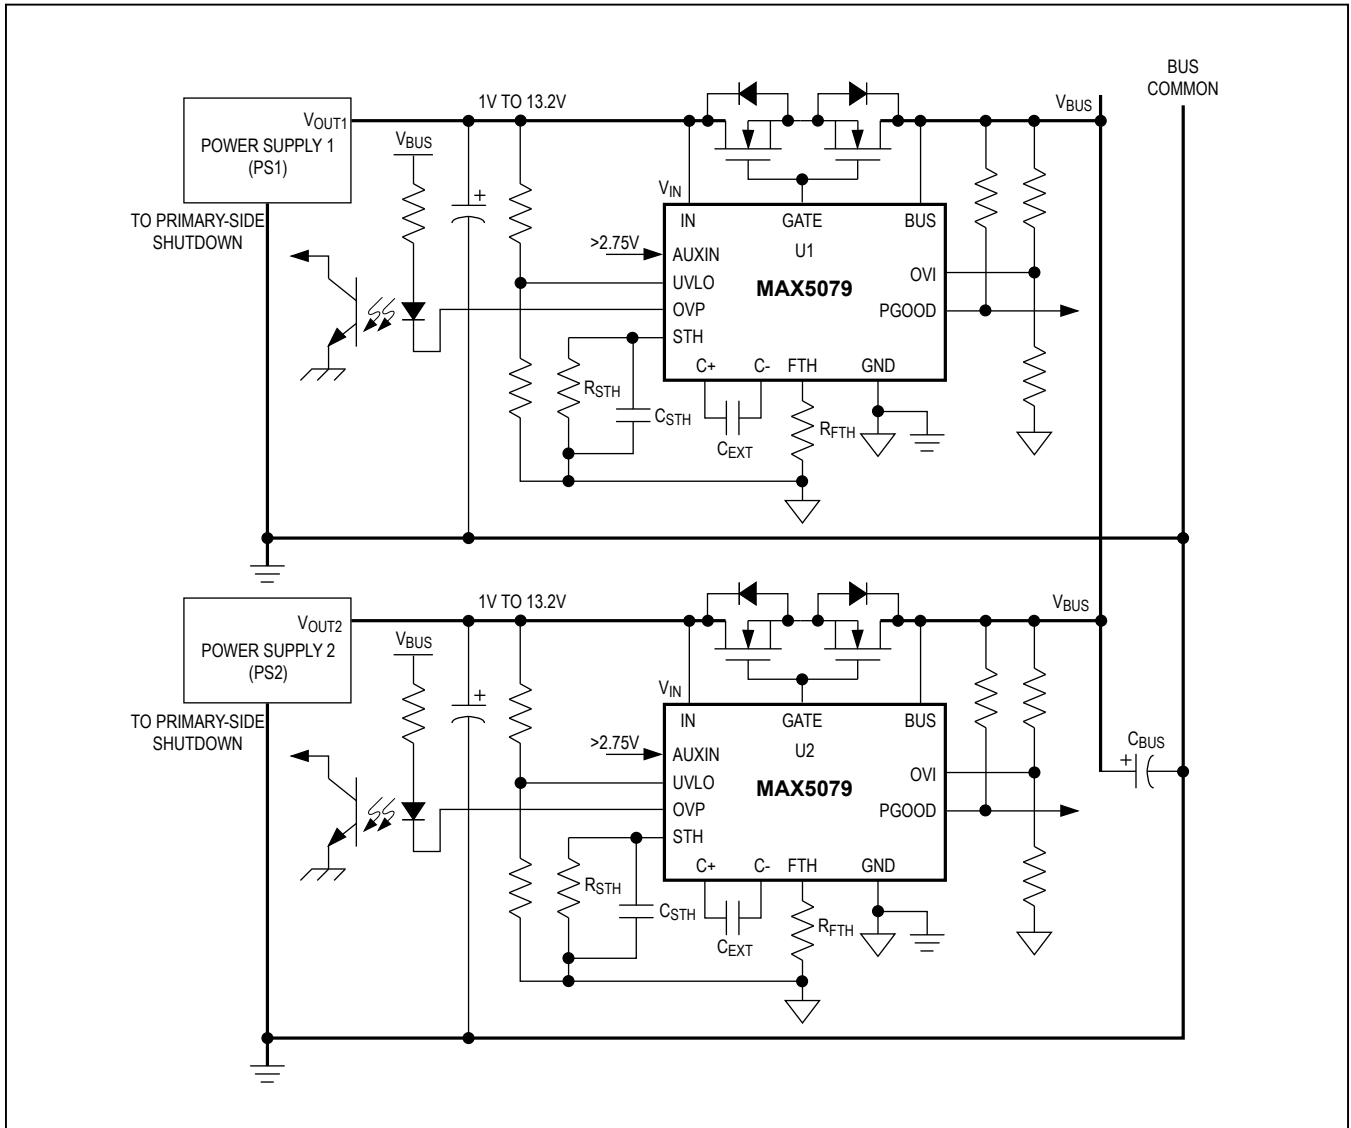 BUS
COMMON
1V TO 13.2V
VBUS
VOUT1
POWER SUPPLY 1
(PS1)
VBUS
+
VIN
IN
GATE
BUS
TO PRIMARY-SIDE
SHUTDOWN
>2.75V
AUXIN
U1
UVLO
MAX5079
OVI
OVP
PGOOD
STH
C+
C-
FTH
GND
RSTH
CSTH
CEXT
RFTH
1V TO 13.2V
VBUS
VOUT2
POWER SUPPLY 2
(PS2)
VBUS
+
VIN
IN
GATE
BUS
TO PRIMARY-SIDE
SHUTDOWN
>2.75V
AUXIN
U2
CBUS
+
UVLO
MAX5079
OVI
OVP
PGOOD
STH
C+
C-
FTH
GND
RSTH
CSTH
CEXT
RFTH